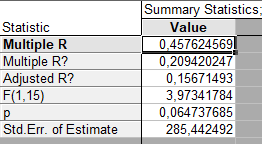 Summary Statistics;
Statistic Value
Multiple R 0,457624569
Multiple R? 0,209420247
Adjusted R? 0,15671493
F(1,15) 3,97341784
p 0,064737685
Std.Err. of Estimate 285,442492